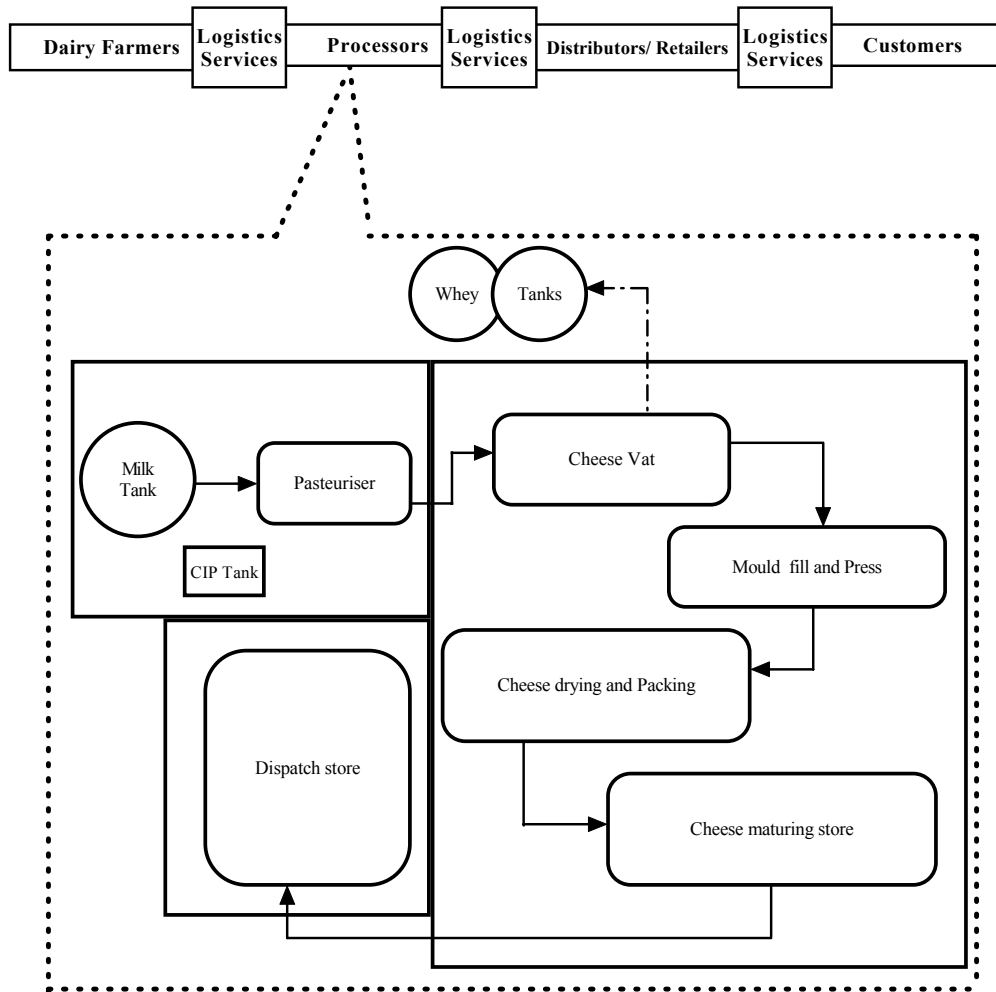 Dairy Farmers
Logistics
Services
Processors
Logistics
Services
Distributors/ Retailers
Logistics
Services
Customers
Whey
Tanks
Milk
Tank
Pasteuriser
Cheese Vat
CIP Tank
Mould fill and Press
Cheese drying and Packing
Dispatch store
Cheese maturing store